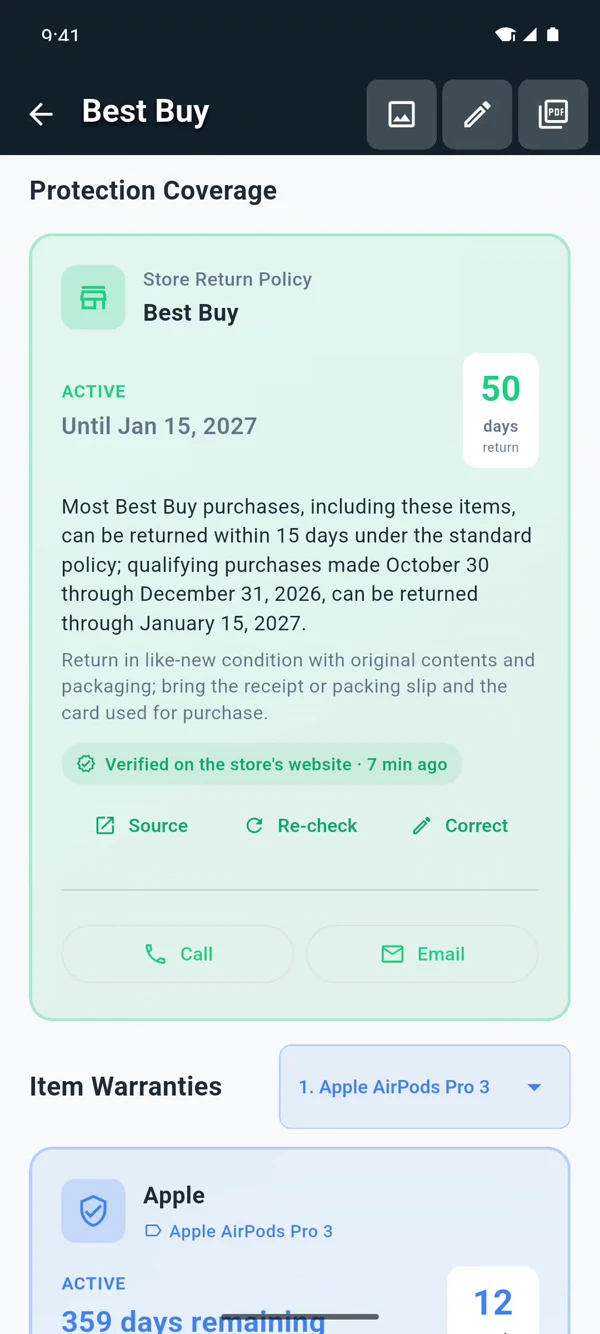 9:41
Best Buy
PDF
Protection Coverage
Store Return Policy
Best Buy
ACTIVE
Until Jan 15, 2027
50
days
return
Most Best Buy purchases, including these items,
can be returned within 15 days under the standard
policy; qualifying purchases made October 30
through December 31, 2026, can be returned
through January 15, 2027.
Return in like-new condition with original contents and
packaging; bring the receipt or packing slip and the
card used for purchase.
Verified on the store's website · 7 min ago
Source
Re-check
Correct
Call
Email
Item Warranties
1. Apple AirPods Pro 3
Apple
Apple AirPods Pro 3
ACTIVE
359 days remaining
12